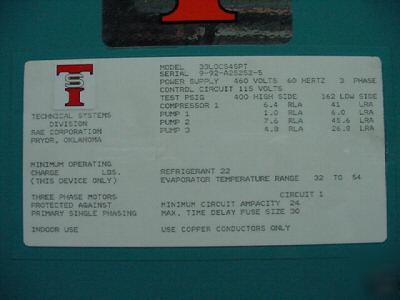 MODEL 33LOCS4SPT
SERIAL 9-92-A25252-5
POWER SUPPLY 460 VOLTS 60 HERTZ 3 PHASE
CONTROL CIRCUIT 115 VOLTS
TEST PSIG 400 HIGH SIDE 162 LOW SIDE
COMPRESSOR 1 6.4 RLA 41 LRA
PUMP 1 1.0 RLA 6.0 LRA
PUMP 2 7.6 RLA 45.6 LRA
PUMP 3 4.8 RLA 26.8 LRA
TSI
TECHNICAL SYSTEMS
DIVISION
RAE CORPORATION
PRYOR, OKLAHOMA
MINIMUM OPERATING
CHARGE LBS.
(THIS DEVICE ONLY)
REFRIGERANT 22
EVAPORATOR TEMPERATURE RANGE 32 TO 54
THREE PHASE MOTORS
PROTECTED AGAINST
PRIMARY SINGLE PHASING
CIRCUIT 1
MINIMUM CIRCUIT AMPACITY 24
MAX. TIME DELAY FUSE SIZE 30
INDOOR USE
USE COPPER CONDUCTORS ONLY